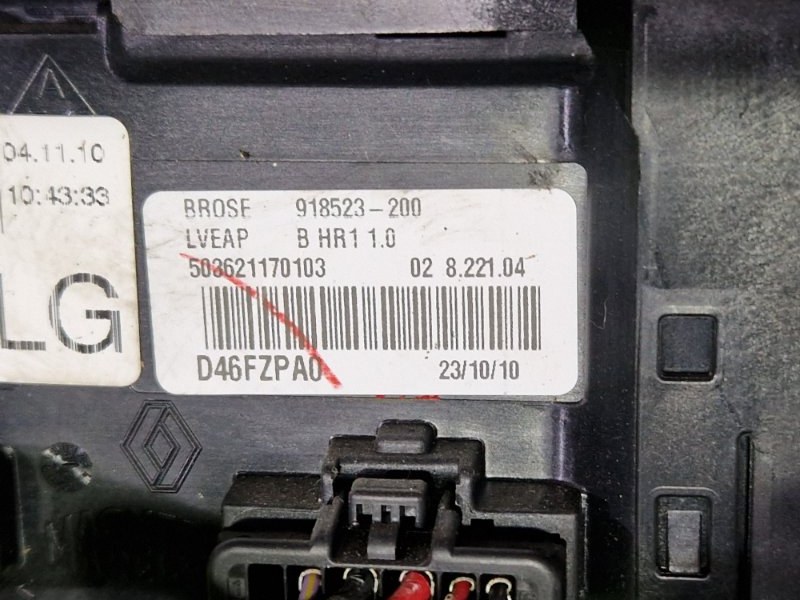 A
04.11.10
10:43:33
LG
BROSE 918523-200
LVEAP B HR1 1.0
503621170103 02 8.221.04
D46FZPA0 23/10/10